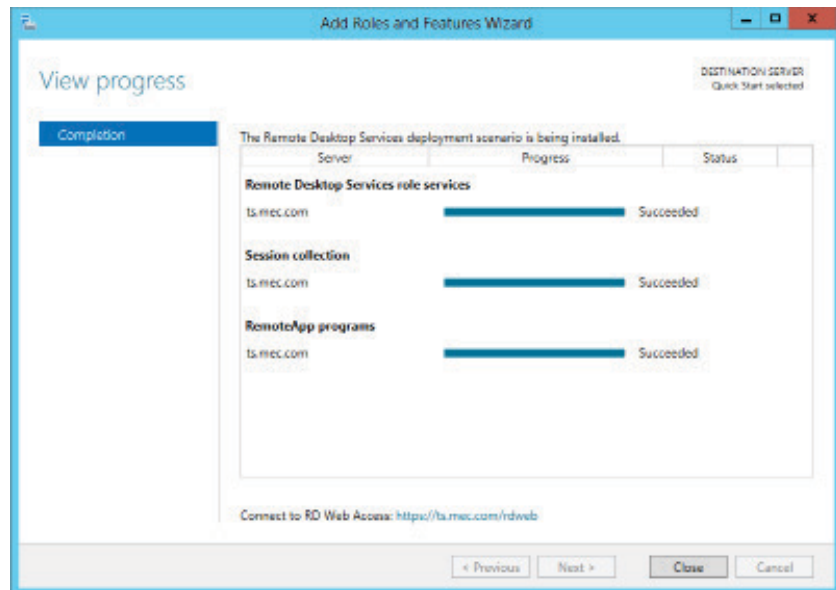 Add Roles and Features Wizard
View progress
DESTINATION SERVER
Quick Start selected
Completion
The Remote Desktop Services deployment scenario is being installed.
Server Progress Status
Remote Desktop Services role services
ts.mec.com Succeeded
Session collection
ts.mec.com Succeeded
RemoteApp programs
ts.mec.com Succeeded
Connect to RD Web Access: https://ts.mec.com/rdweb
< Previous Next > Close Cancel